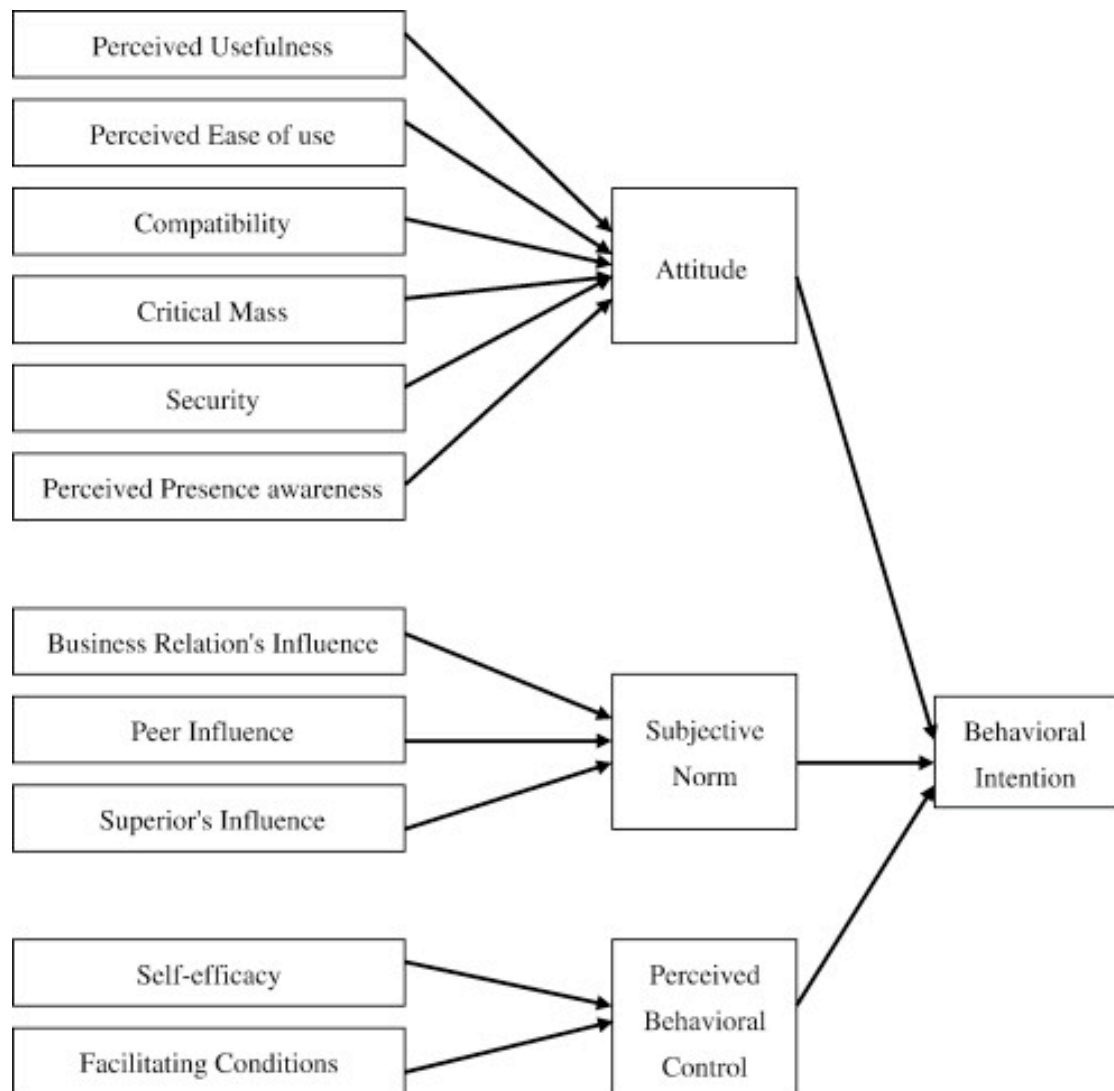 Perceived Usefulness
Perceived Ease of use
Compatibility
Critical Mass
Security
Perceived Presence awareness
Attitude
Business Relation's Influence
Peer Influence
Superior's Influence
Subjective
Norm
Behavioral
Intention
Self-efficacy
Facilitating Conditions
Perceived
Behavioral
Control